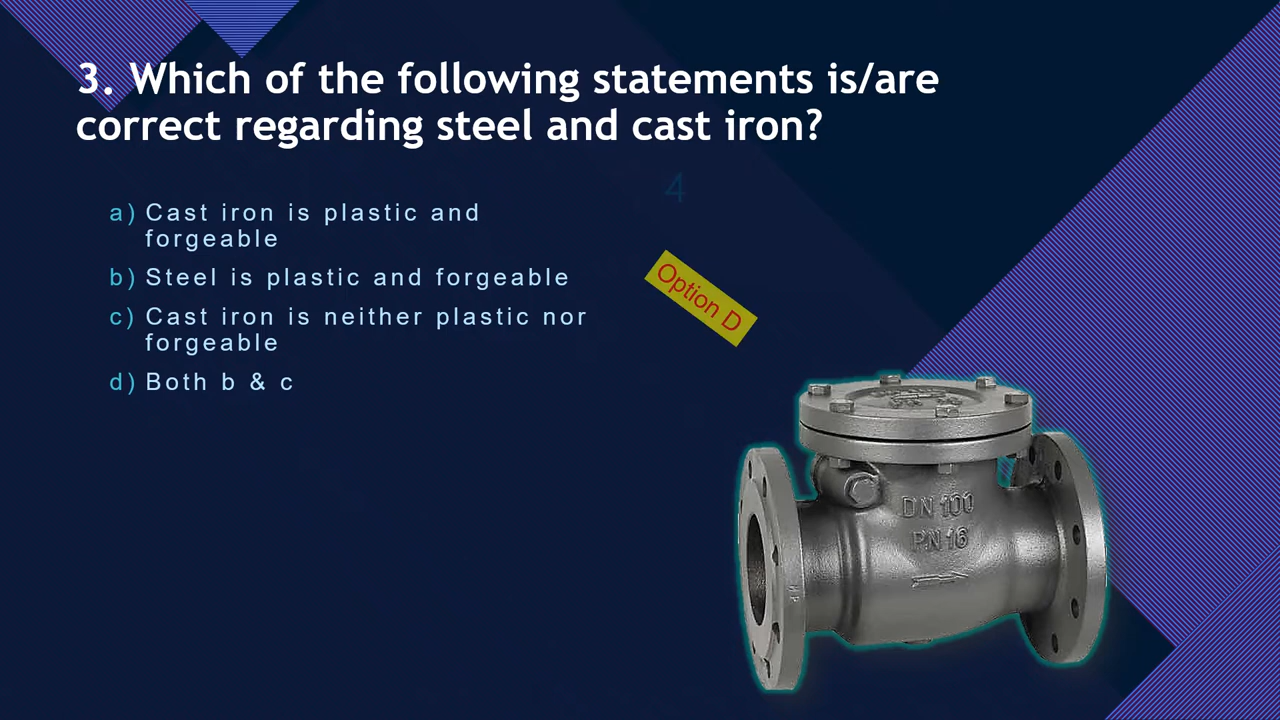 3. Which of the following statements is/are
correct regarding steel and cast iron?
4
a) Cast iron is plastic and
forgeable
b) Steel is plastic and forgeable
c) Cast iron is neither plastic nor
forgeable
d) Both b & c
Option D
DN 100
PN 16